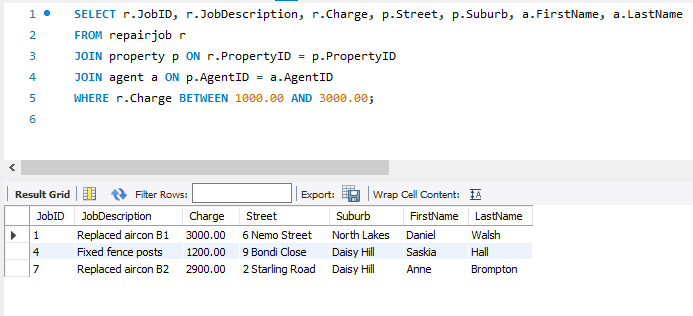 1 SELECT r.JobID, r.JobDescription, r.Charge, p.Street, p.Suburb, a.FirstName, a.LastName
2 FROM repairjob r
3 JOIN property p ON r.PropertyID = p.PropertyID
4 JOIN agent a ON p.AgentID = a.AgentID
5 WHERE r.Charge BETWEEN 1000.00 AND 3000.00;
6
Result Grid Filter Rows: Export: Wrap Cell Content: IA
JobID JobDescription Charge Street Suburb FirstName LastName
1 Replaced aircon B1 3000.00 6 Nemo Street North Lakes Daniel Walsh
4 Fixed fence posts 1200.00 9 Bondi Close Daisy Hill Saskia Hall
7 Replaced aircon B2 2900.00 2 Starling Road Daisy Hill Anne Brompton